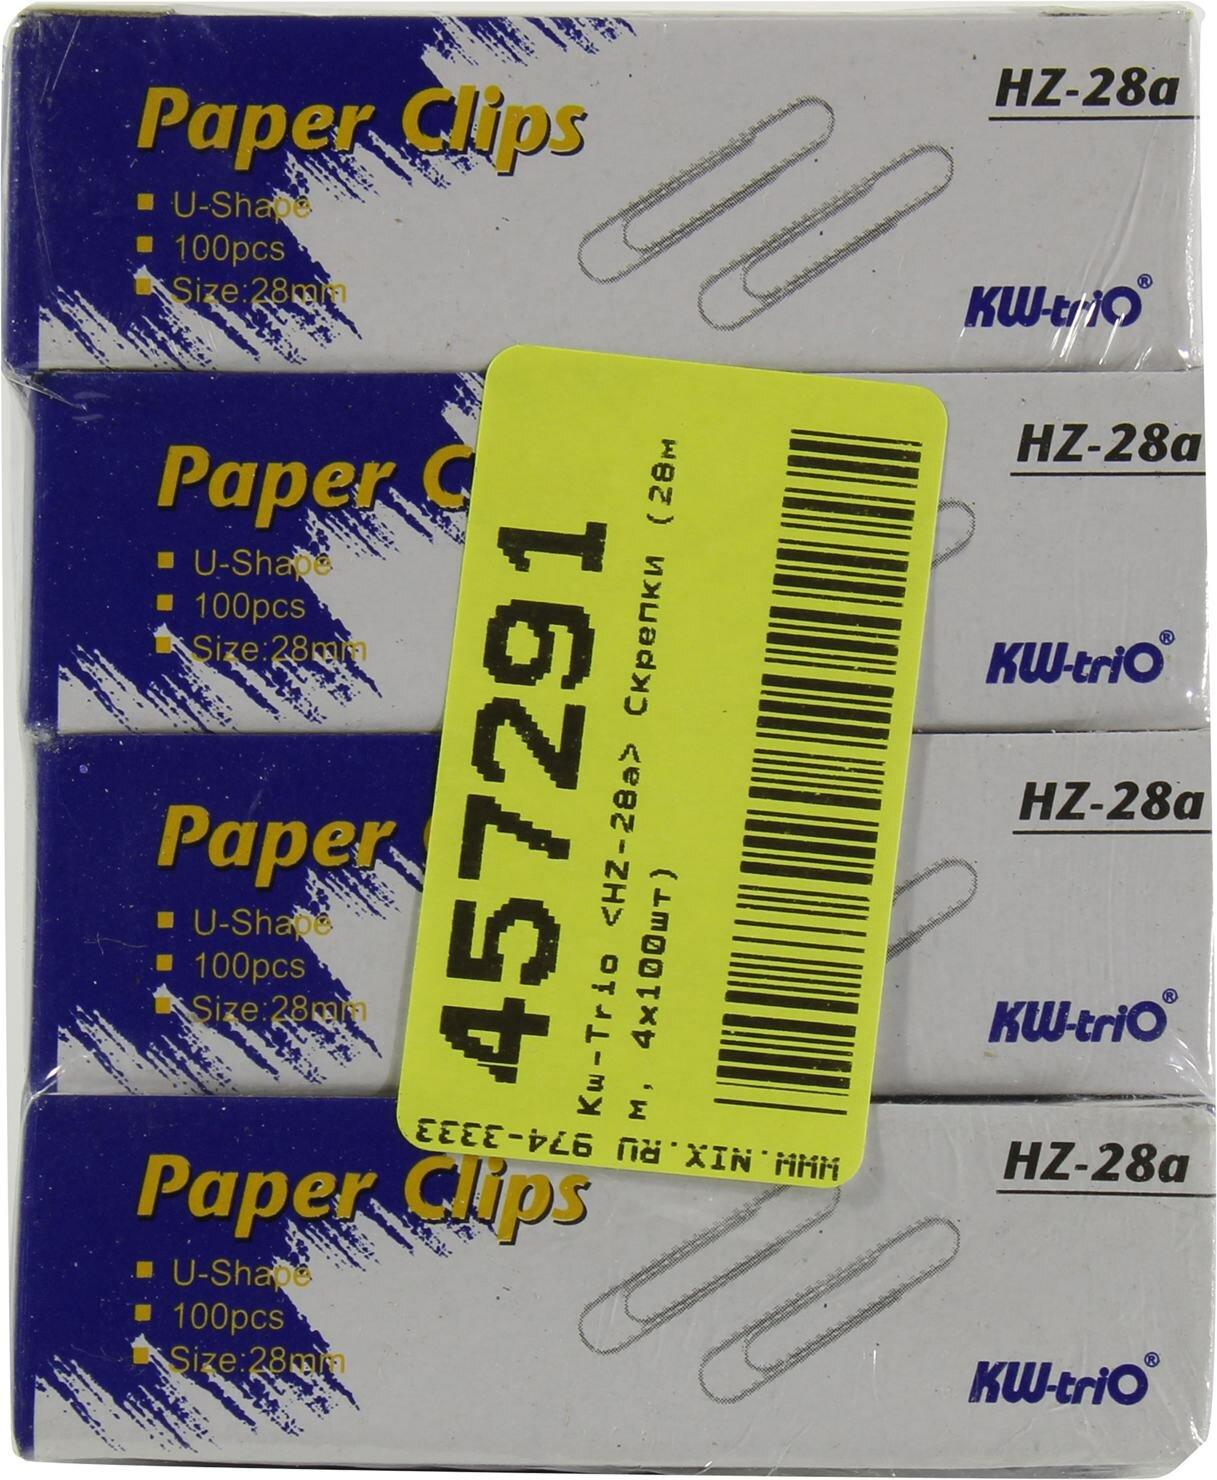 Paper Clips
U-Shape
100pcs
Size:28mm
HZ-28a
KW-triO®
Paper C
U-Shape
100pcs
Size:28mm
HZ-28a
KW-triO®
Paper
U-Shape
100pcs
Size:28mm
HZ-28a
KW-triO®
Paper Clips
U-Shape
100pcs
Size:28mm
HZ-28a
KW-triO®
457291
Kw-Trio <HZ-28a> Скрепки (28м
м, 4x100шт)
WWW.NIX.RU 974-3333